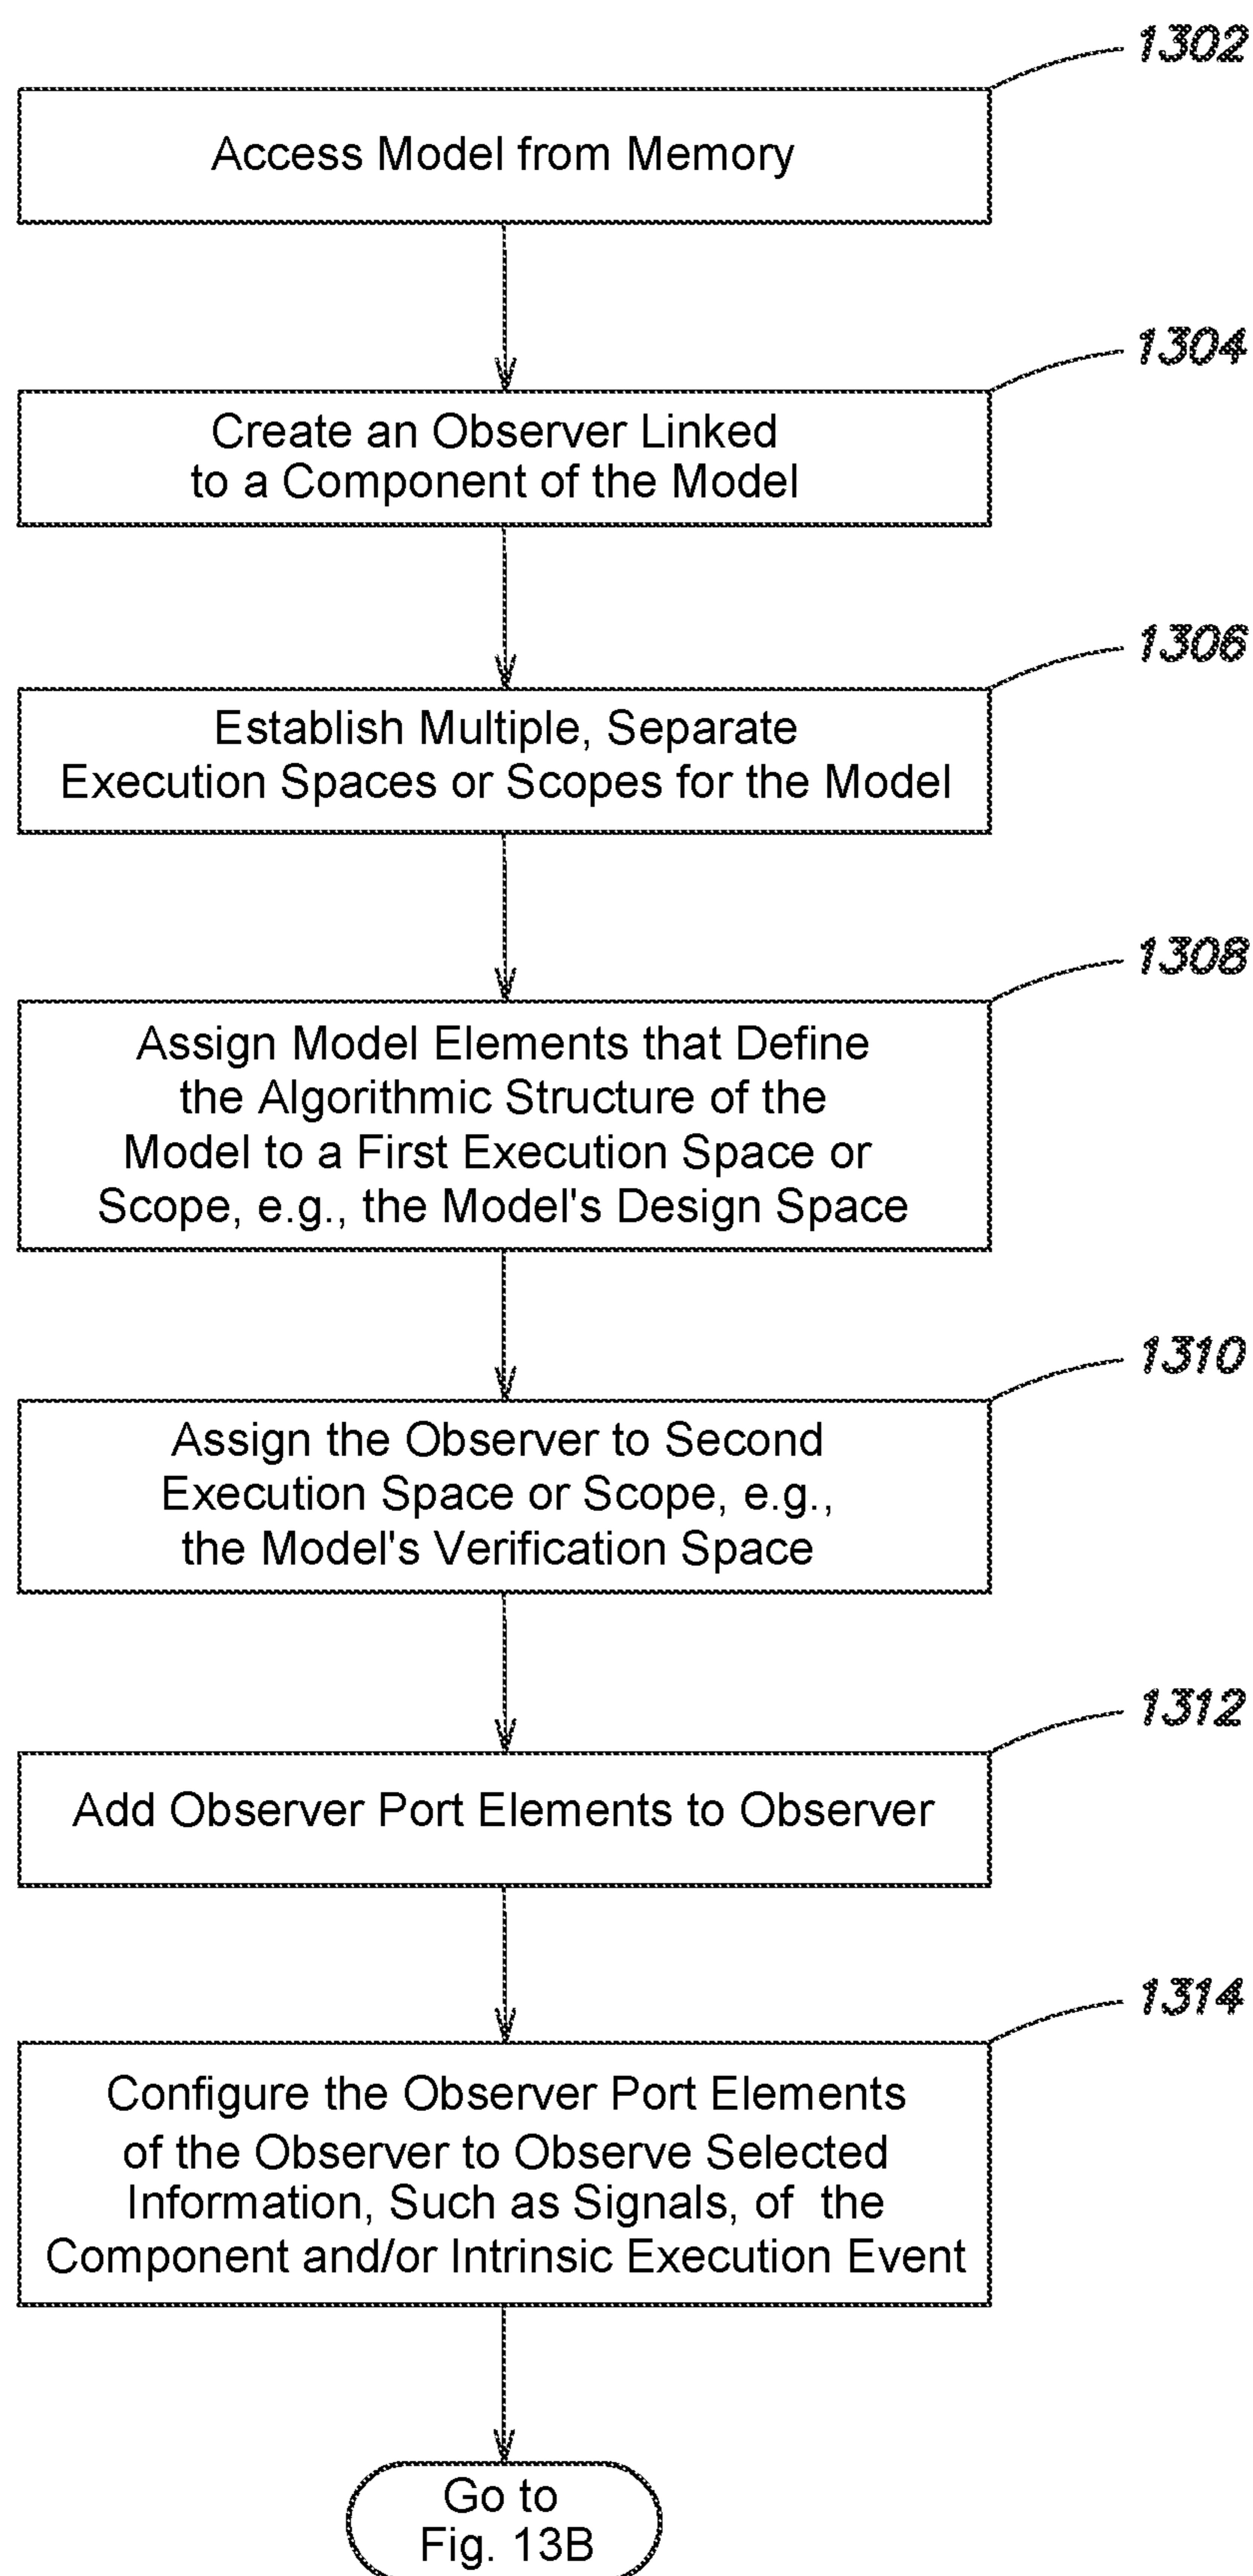 1302
Access Model from Memory
1304
Create an Observer Linked
to a Component of the Model
1306
Establish Multiple, Separate
Execution Spaces or Scopes for the Model
1308
Assign Model Elements that Define
the Algorithmic Structure of the
Model to a First Execution Space or
Scope, e.g., the Model's Design Space
1310
Assign the Observer to Second
Execution Space or Scope, e.g.,
the Model's Verification Space
1312
Add Observer Port Elements to Observer
1314
Configure the Observer Port Elements
of the Observer to Observe Selected
Information, Such as Signals, of the
Component and/or Intrinsic Execution Event
Go to
Fig. 13B